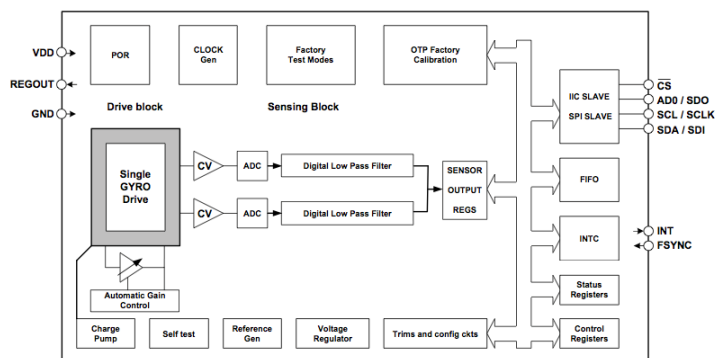 VDD
REGOUT
GND
POR
CLOCK
Gen
Factory
Test Modes
OTP Factory
Calibration
Drive block
Sensing Block
IIC SLAVE
SPI SLAVE
CS
AD0 / SDO
SCL / SCLK
SDA / SDI
Single
GYRO
Drive
CV
ADC
Digital Low Pass Filter
CV
ADC
Digital Low Pass Filter
SENSOR
OUTPUT
REGS
FIFO
INTC
INT
FSYNC
Automatic Gain
Control
Status
Registers
Charge
Pump
Self test
Reference
Gen
Voltage
Regulator
Trims and config ckts
Control
Registers